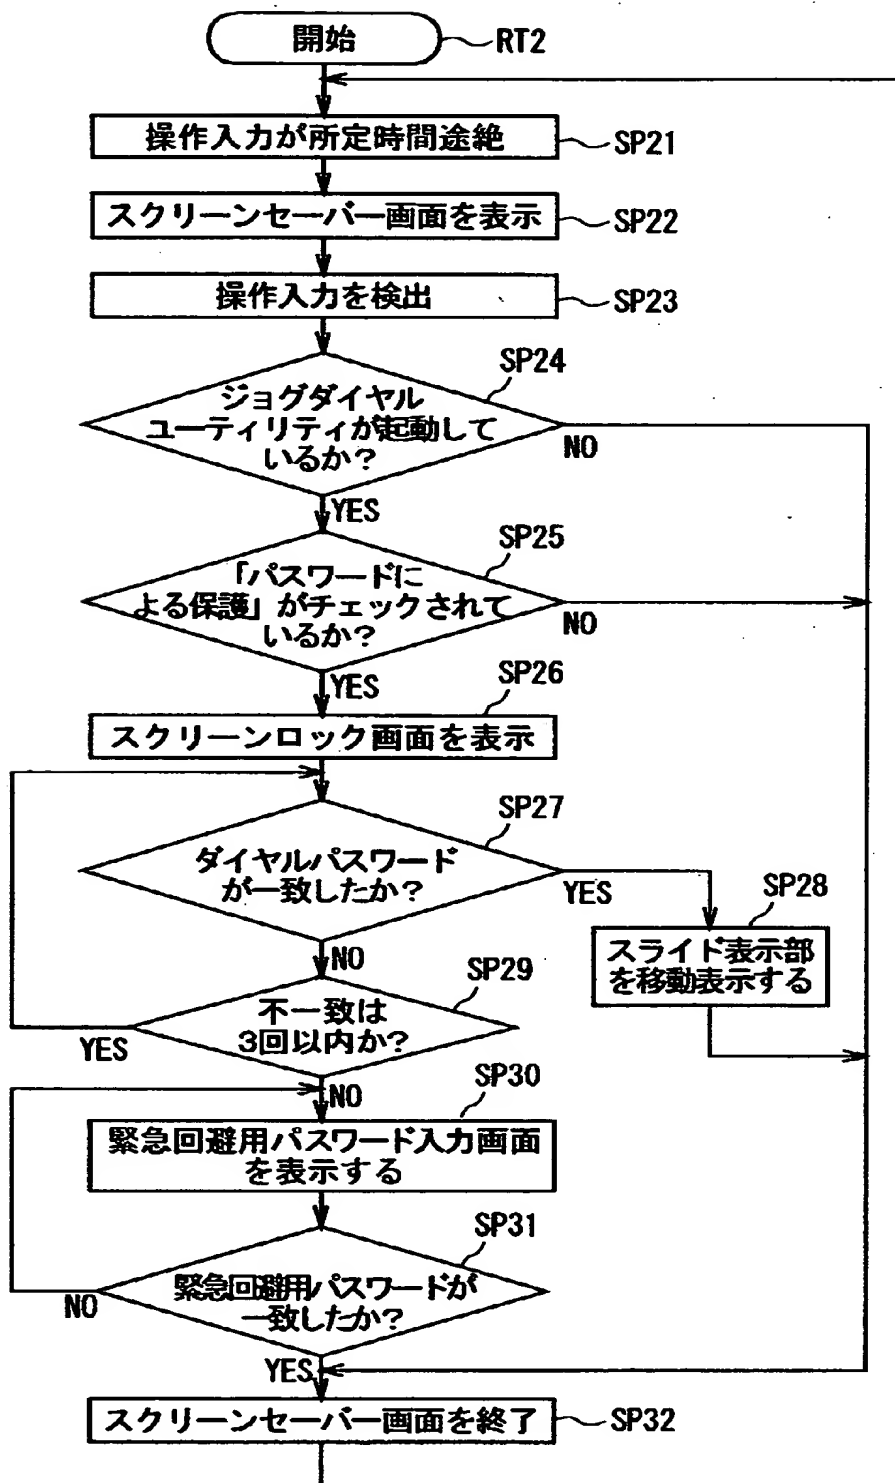 開始
RT2
操作入力が所定時間途絶
SP21
スクリーンセーバー画面を表示
SP22
操作入力を検出
SP23
SP24
ジョグダイヤル
ユーティリティが起動して
いるか?
NO
YES
SP25
「パスワードに
よる保護」がチェックされて
いるか?
NO
YES
SP26
スクリーンロック画面を表示
SP27
ダイヤルパスワード
が一致したか?
YES
SP28
スライド表示部
を移動表示する
NO
SP29
不一致は
3回以内か?
YES
NO
SP30
緊急回避用パスワード入力画面
を表示する
SP31
緊急回避用パスワードが
一致したか?
NO
YES
スクリーンセーバー画面を終了
SP32